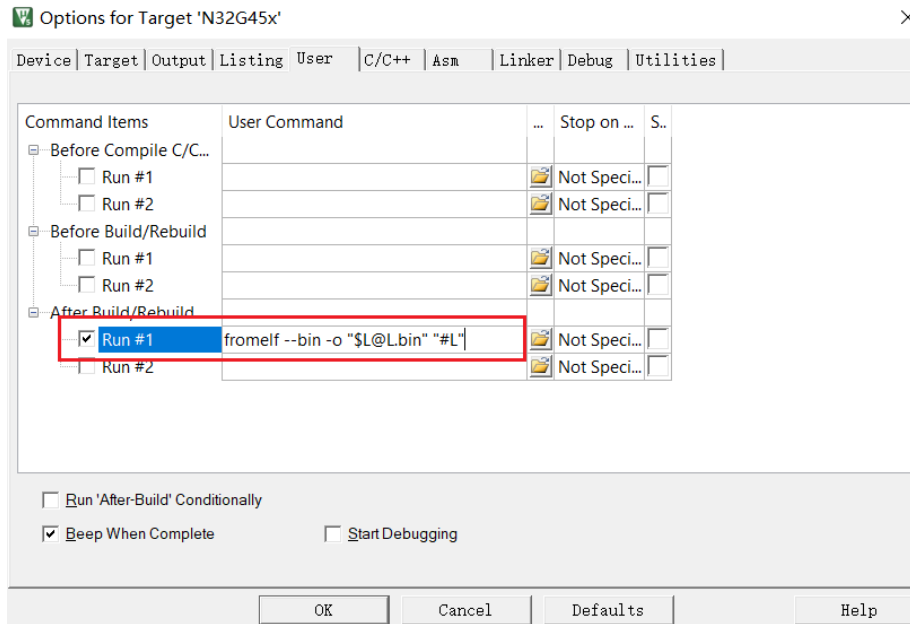 Options for Target 'N32G45x'
Device Target Output Listing User C/C++ Asm Linker Debug Utilities
Command Items User Command ... Stop on ... S..
Before Compile C/C...
Run #1 Not Speci...
Run #2 Not Speci...
Before Build/Rebuild
Run #1 Not Speci...
Run #2 Not Speci...
After Build/Rebuild
Run #1 fromelf --bin -o "$L@L.bin" "#L" Not Speci...
Run #2 Not Speci...
Run 'After-Build' Conditionally
Beep When Complete Start Debugging
OK Cancel Defaults Help